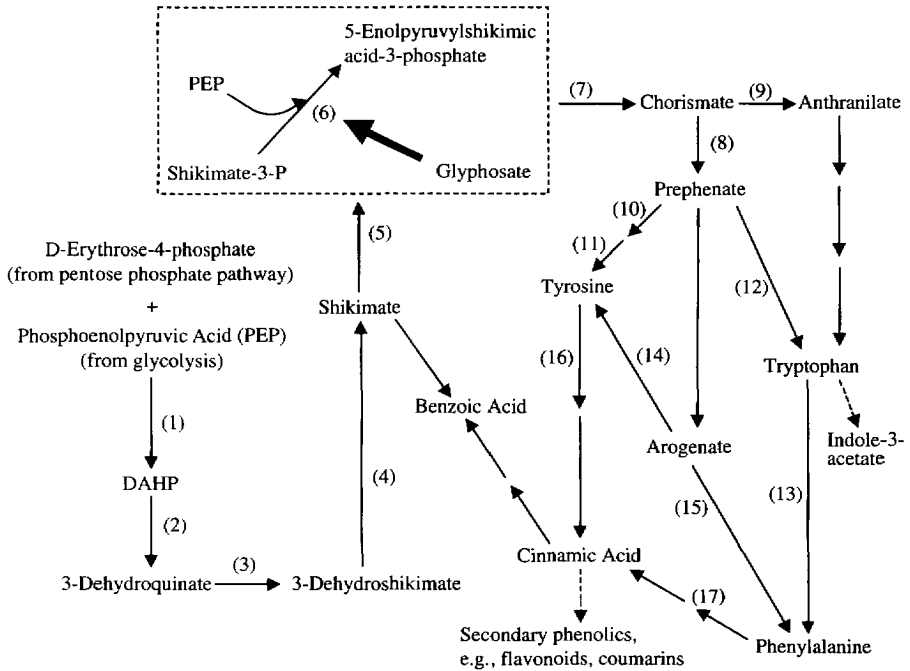 5-Enolpyruvylshikimic
acid-3-phosphate
PEP
(6)
Shikimate-3-P
Glyphosate
(7)
Chorismate
(9)
Anthranilate
(8)
Prephenate
(5)
(10)
(11)
D-Erythrose-4-phosphate
(from pentose phosphate pathway)
+
Phosphoenolpyruvic Acid (PEP)
(from glycolysis)
Shikimate
Tyrosine
(12)
(16)
(14)
Tryptophan
(1)
Benzoic Acid
Arogenate
Indole-3-
acetate
DAHP
(4)
(15)
(13)
(2)
Cinnamic Acid
3-Dehydroquinate
(3)
3-Dehydroshikimate
(17)
Secondary phenolics,
e.g., flavonoids, coumarins
Phenylalanine